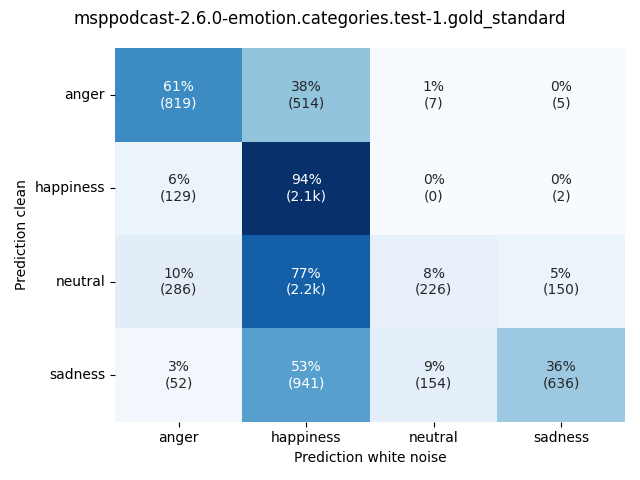 msppodcast-2.6.0-emotion.categories.test-1.gold_standard
Prediction clean
anger
61%
(819)
38%
(514)
1%
(7)
0%
(5)
happiness
6%
(129)
94%
(2.1k)
0%
(0)
0%
(2)
neutral
10%
(286)
77%
(2.2k)
8%
(226)
5%
(150)
sadness
3%
(52)
53%
(941)
9%
(154)
36%
(636)
anger
happiness
neutral
sadness
Prediction white noise